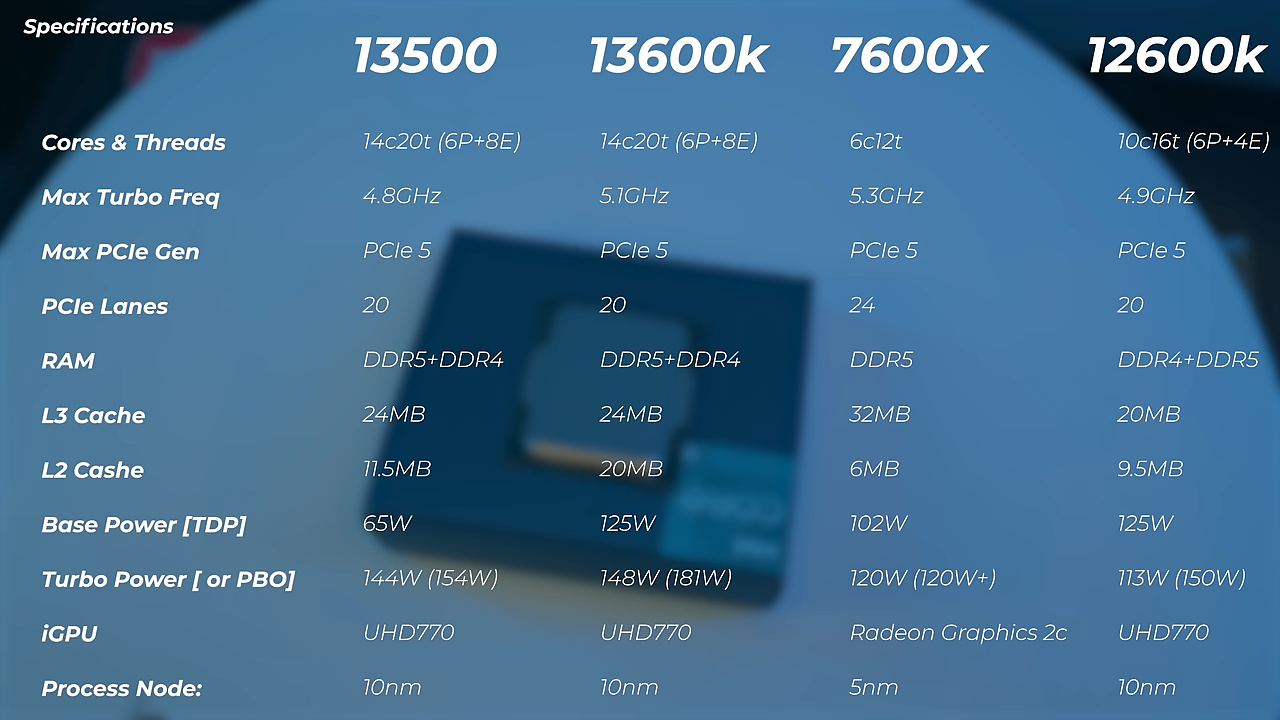 Specifications
13500 13600k 7600x 12600k
Cores & Threads 14c20t (6P+8E) 14c20t (6P+8E) 6c12t 10c16t (6P+4E)
Max Turbo Freq 4.8GHz 5.1GHz 5.3GHz 4.9GHz
Max PCIe Gen PCIe 5 PCIe 5 PCIe 5 PCIe 5
PCIe Lanes 20 20 24 20
RAM DDR5+DDR4 DDR5+DDR4 DDR5 DDR4+DDR5
L3 Cache 24MB 24MB 32MB 20MB
L2 Cashe 11.5MB 20MB 6MB 9.5MB
Base Power [TDP] 65W 125W 102W 125W
Turbo Power [ or PBO] 144W (154W) 148W (181W) 120W (120W+) 113W (150W)
iGPU UHD770 UHD770 Radeon Graphics 2c UHD770
Process Node: 10nm 10nm 5nm 10nm